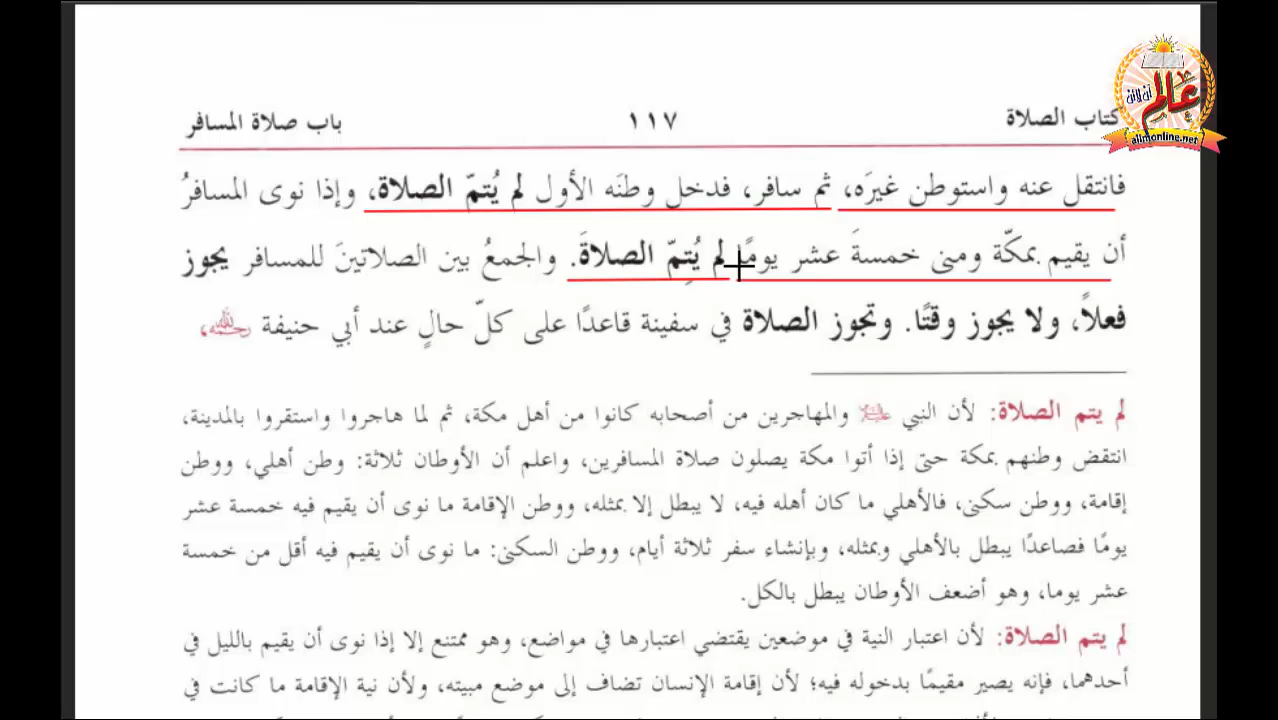 كتاب الصلاة ١١٧ باب صلاة المسافر
عالم
آن لائن
alimonline.net
فانتقل عنه واستوطن غيرَه، ثم سافر، فدخل وطنَه الأول لم يُتمّ الصلاة، وإذا نوى المسافرُ
أن يقيم بمكّة ومنى خمسةَ عشر يومًا لم يُتِمّ الصلاةَ. والجمعُ بين الصلاتينَ للمسافر يجوز
فعلاً، ولا يجوز وقتًا. وتجوز الصلاة في سفينة قاعدًا على كلّ حالٍ عند أبي حنيفة رحمه الله،
لم يتم الصلاة: لأن النبي ﷺ والمهاجرين من أصحابه كانوا من أهل مكة، ثم لما هاجروا واستقروا بالمدينة،
انتقض وطنهم بمكة حتى إذا أتوا مكة يصلون صلاة المسافرين، واعلم أن الأوطان ثلاثة: وطن أهلي، ووطن
إقامة، ووطن سكنى، فالأهلي ما كان أهله فيه، لا يبطل إلا بمثله، ووطن الإقامة ما نوى أن يقيم فيه خمسة عشر
يومًا فصاعدًا يبطل بالأهلي وبمثله، وبإنشاء سفر ثلاثة أيام، ووطن السكنى: ما نوى أن يقيم فيه أقل من خمسة
عشر يوما، وهو أضعف الأوطان يبطل بالكل.
لم يتم الصلاة: لأن اعتبار النية في موضعين يقتضي اعتبارها في مواضع، وهو ممتنع إلا إذا نوى أن يقيم بالليل في
أحدهما، فإنه يصير مقيمًا بدخوله فيه؛ لأن إقامة الإنسان تضاف إلى موضع مبيته، ولأن نية الإقامة ما كانت في